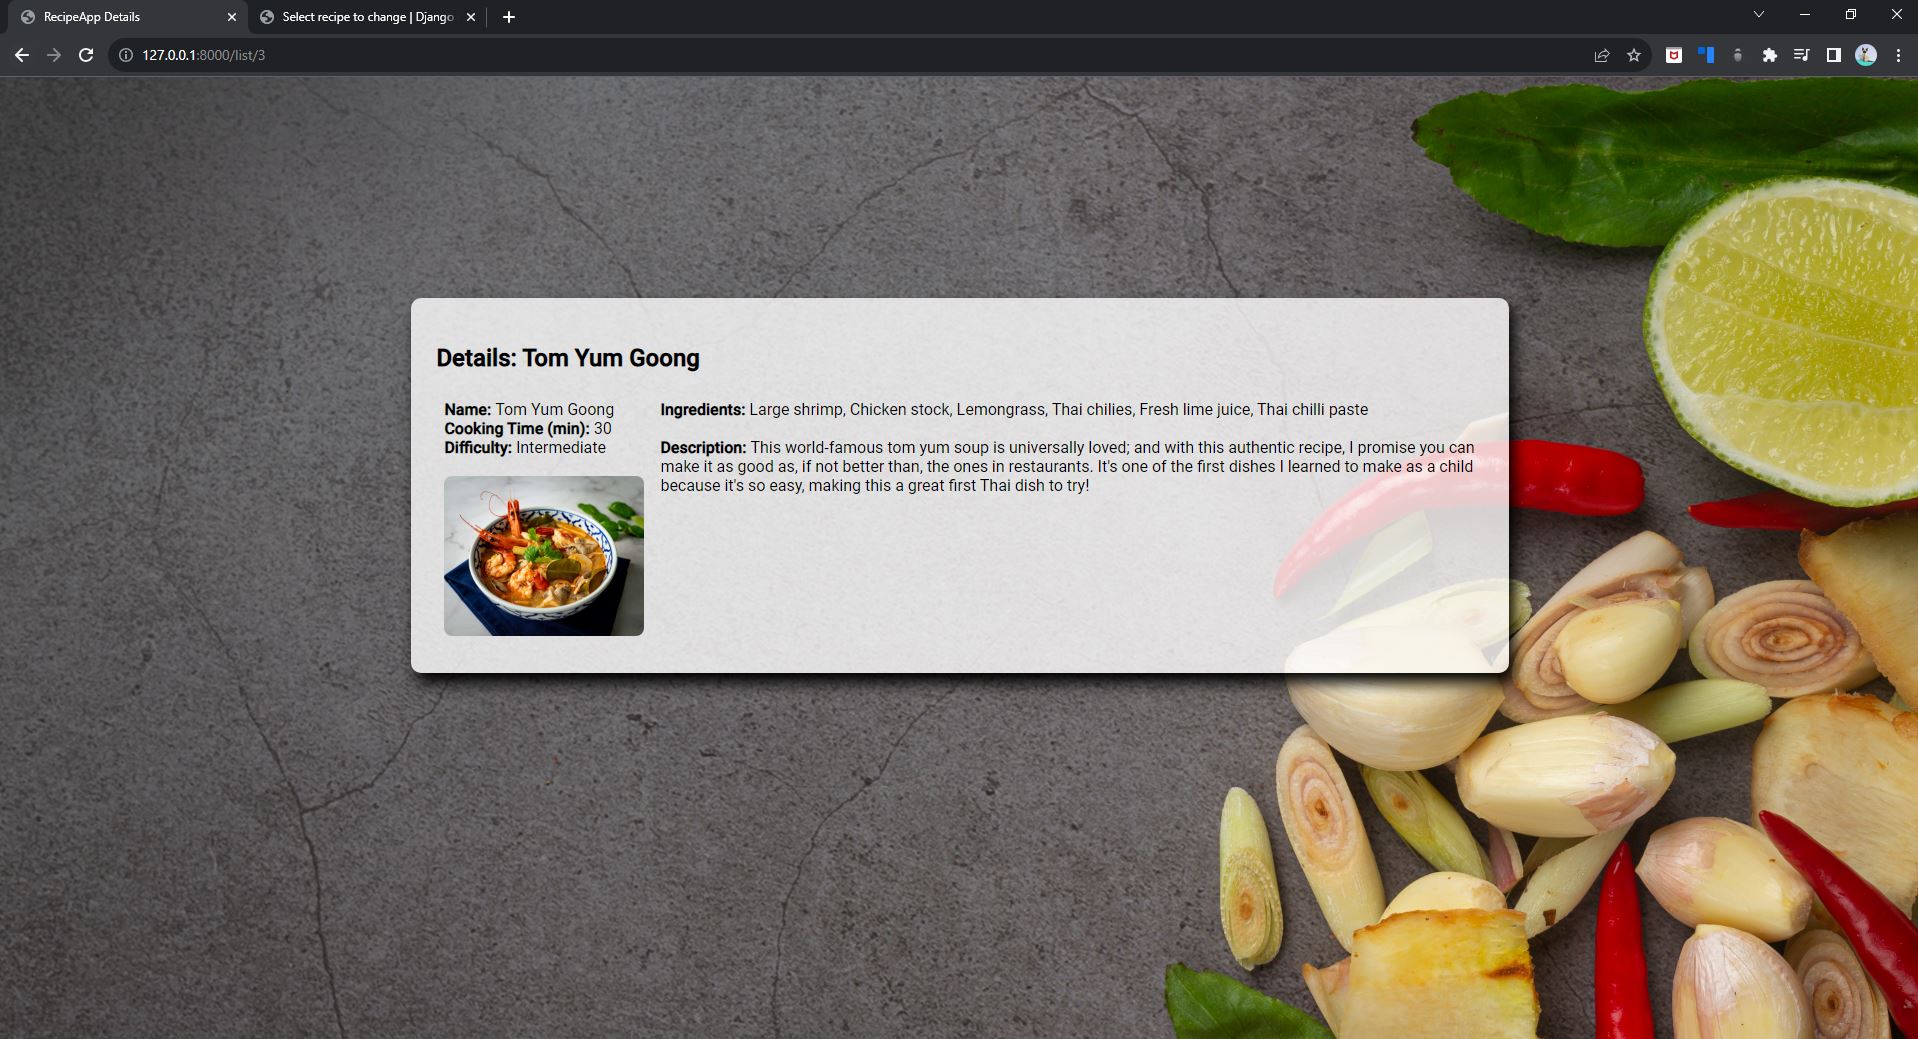 RecipeApp Details
Select recipe to change | Django
127.0.0.1:8000/list/3
Details: Tom Yum Goong
Name: Tom Yum Goong
Cooking Time (min): 30
Difficulty: Intermediate
Ingredients: Large shrimp, Chicken stock, Lemongrass, Thai chilies, Fresh lime juice, Thai chilli paste
Description: This world-famous tom yum soup is universally loved; and with this authentic recipe, I promise you can
make it as good as, if not better than, the ones in restaurants. It's one of the first dishes I learned to make as a child
because it's so easy, making this a great first Thai dish to try!